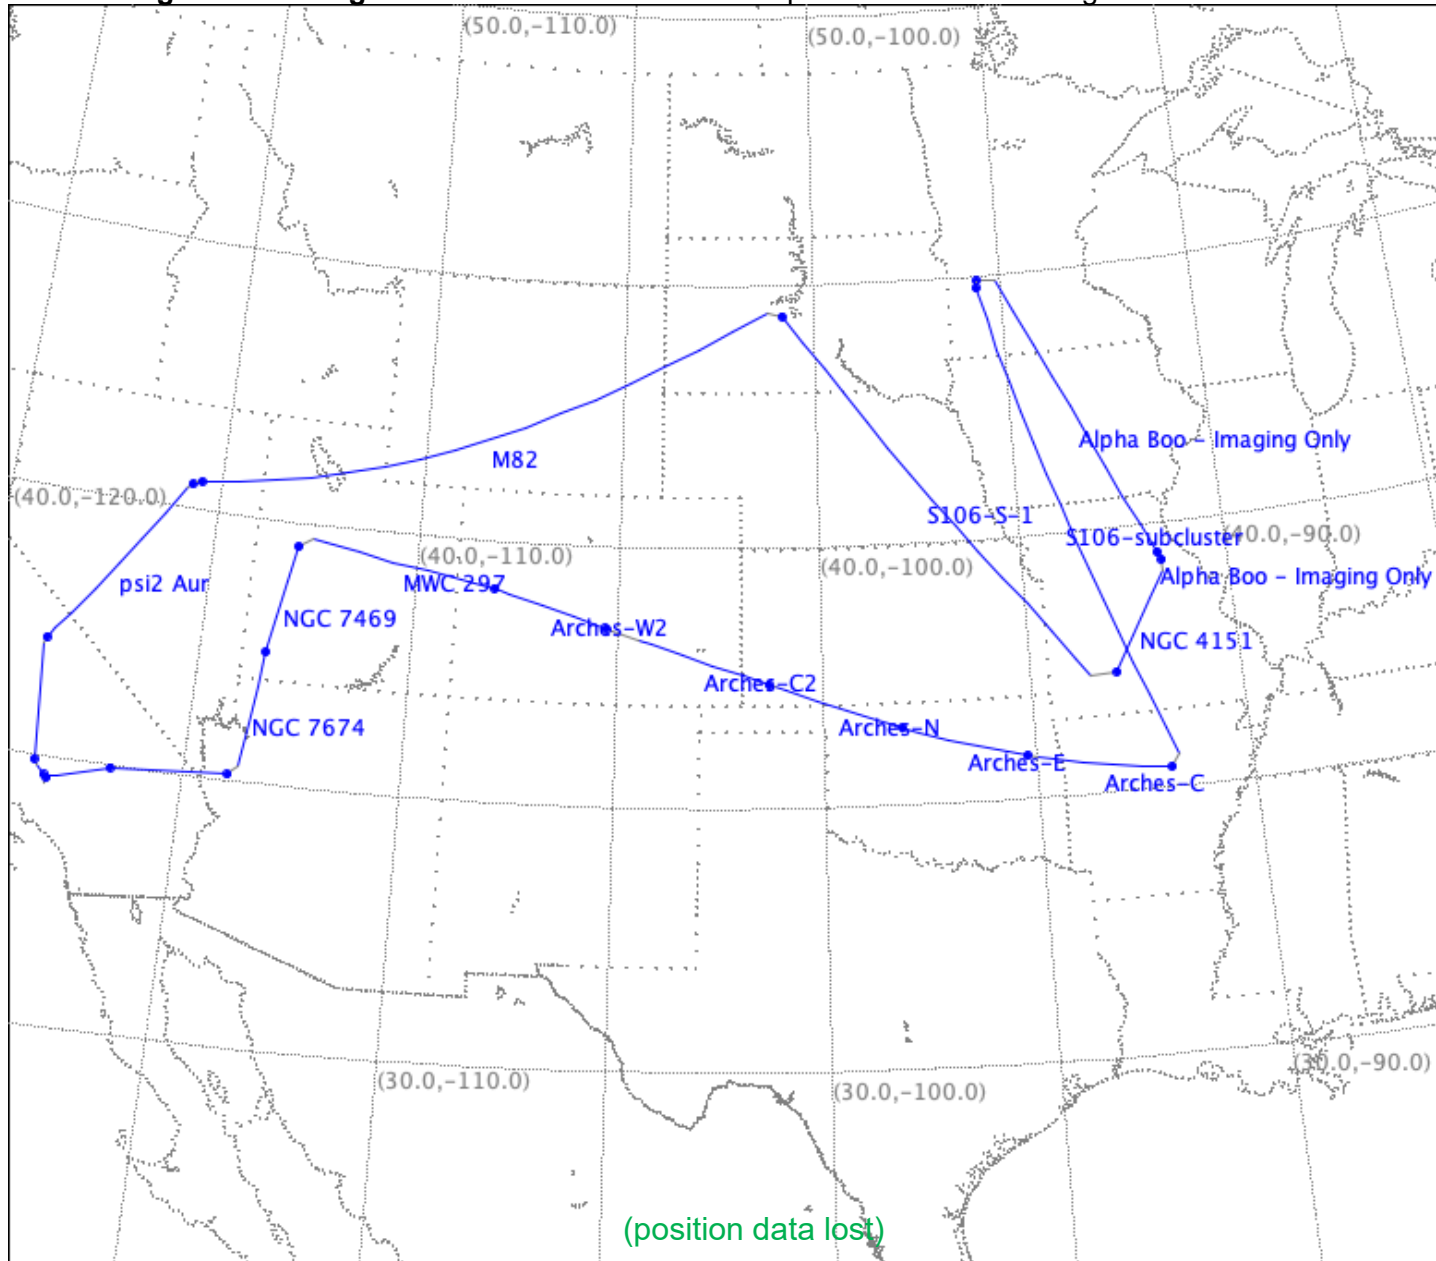 (50.0,-110.0)
(50.0,-100.0)
Alpha Boo - Imaging Only
M82
(40.0,-120.0)
S106-S-1
S106-subcluster
(40.0,-90.0)
(40.0,-110.0)
(40.0,-100.0)
psi2 Aur
MWC 297
Alpha Boo - Imaging Only
NGC 7469
Arches-W2
NGC 4151
Arches-C2
NGC 7674
Arches-N
Arches-E
Arches-C
(30.0,-90.0)
(30.0,-110.0)
(30.0,-100.0)
(position data lost)